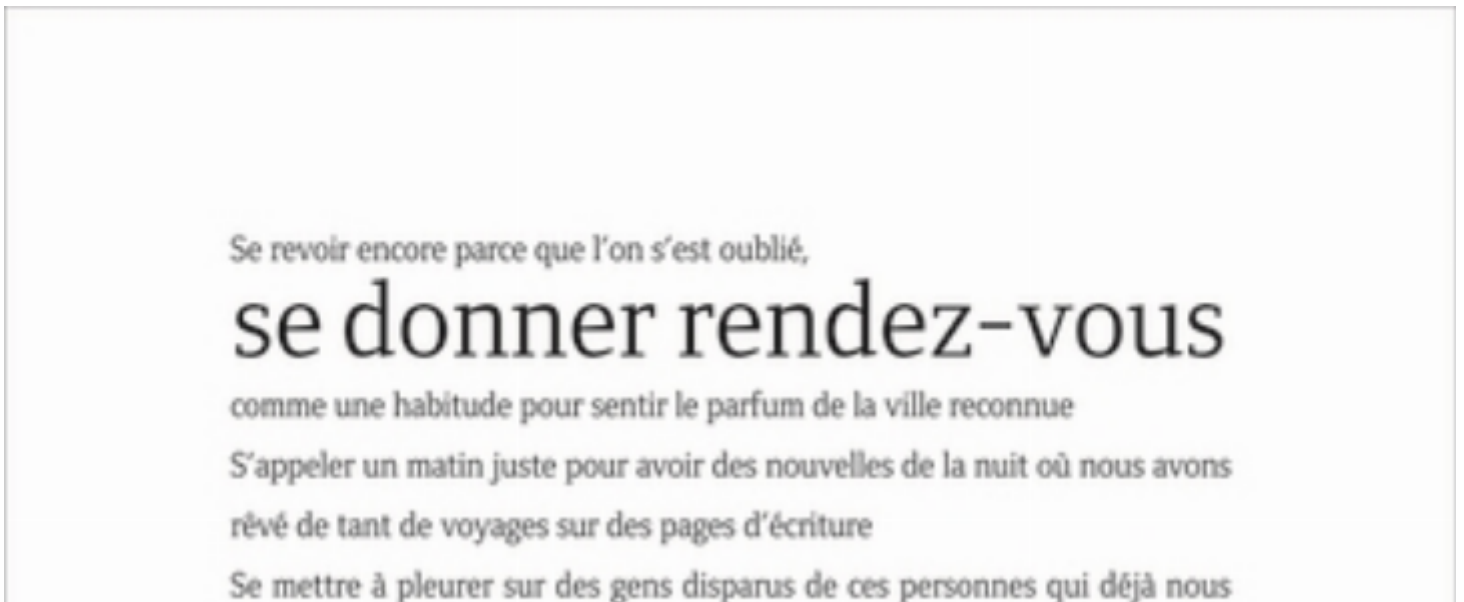 Se revoir encore parce que l'on s'est oublié,
se donner rendez-vous
comme une habitude pour sentir le parfum de la ville reconnue
S'appeler un matin juste pour avoir des nouvelles de la nuit où nous avons
rêvé de tant de voyages sur des pages d'écriture
Se mettre à pleurer sur des gens disparus de ces personnes qui déjà nous